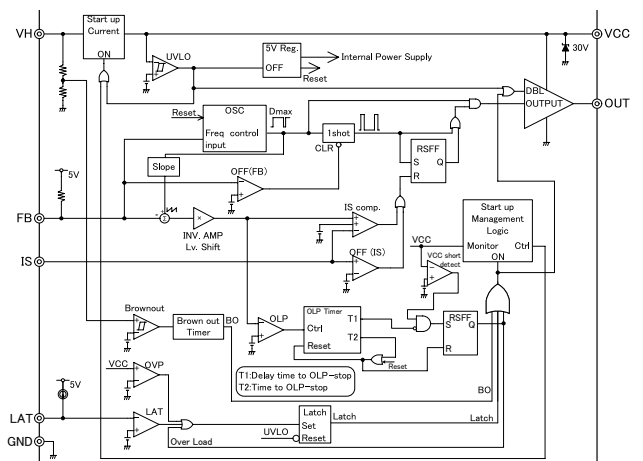 VH
Start up
Current
ON
UVLO
5V Reg.
OFF
Internal Power Supply
Reset
30V
VCC
DBL
OUTPUT
OUT
Reset
OSC
Freq control
input
Dmax
1shot
CLR
RSFF
S
Q
R
Slope
OFF(FB)
5V
FB
Σ
-
+
×
INV. AMP
Lv. Shift
IS comp.
Start up
Management
Logic
Monitor
Ctrl
ON
IS
OFF (IS)
VCC
VCC short
detect
Brownout
Brown out
Timer
BO
OLP
OLP Timer
Ctrl
T1
T2
Reset
RSFF
S
Q
R
Reset
T1:Delay time to OLP-stop
T2:Time to OLP-stop
BO
VCC
OVP
5V
LAT
LAT
Latch
Set
Reset
Latch
Latch
UVLO
Over Load
GND